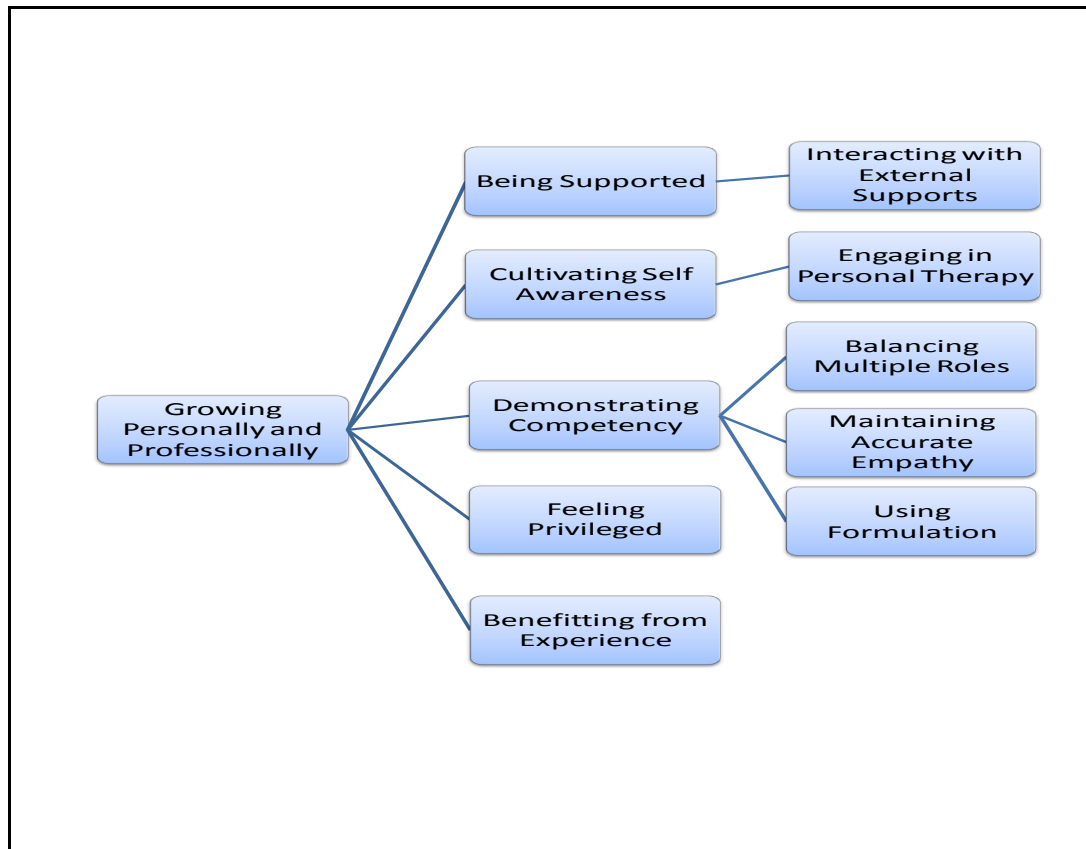 Growing
Personally and
Professionally
Being Supported
Interacting with
External
Supports
Cultivating Self
Awareness
Engaging in
Personal Therapy
Demonstrating
Competency
Balancing
Multiple Roles
Maintaining
Accurate
Empathy
Using
Formulation
Feeling
Privileged
Benefitting from
Experience